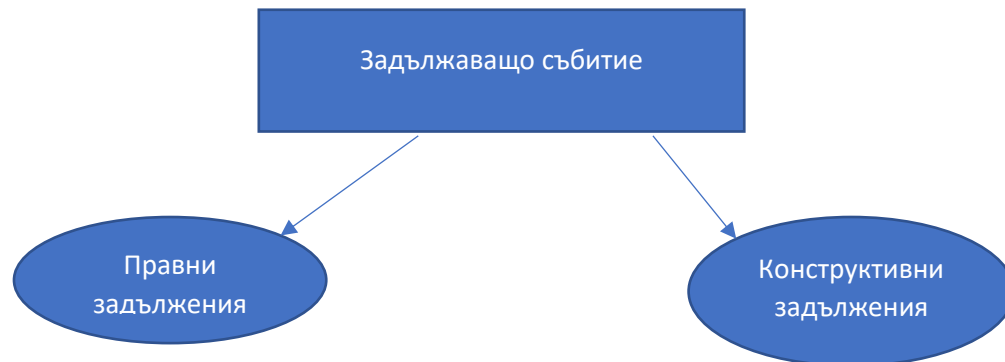 Задължаващо събитие
Правни
задължения
Конструктивни
задължения